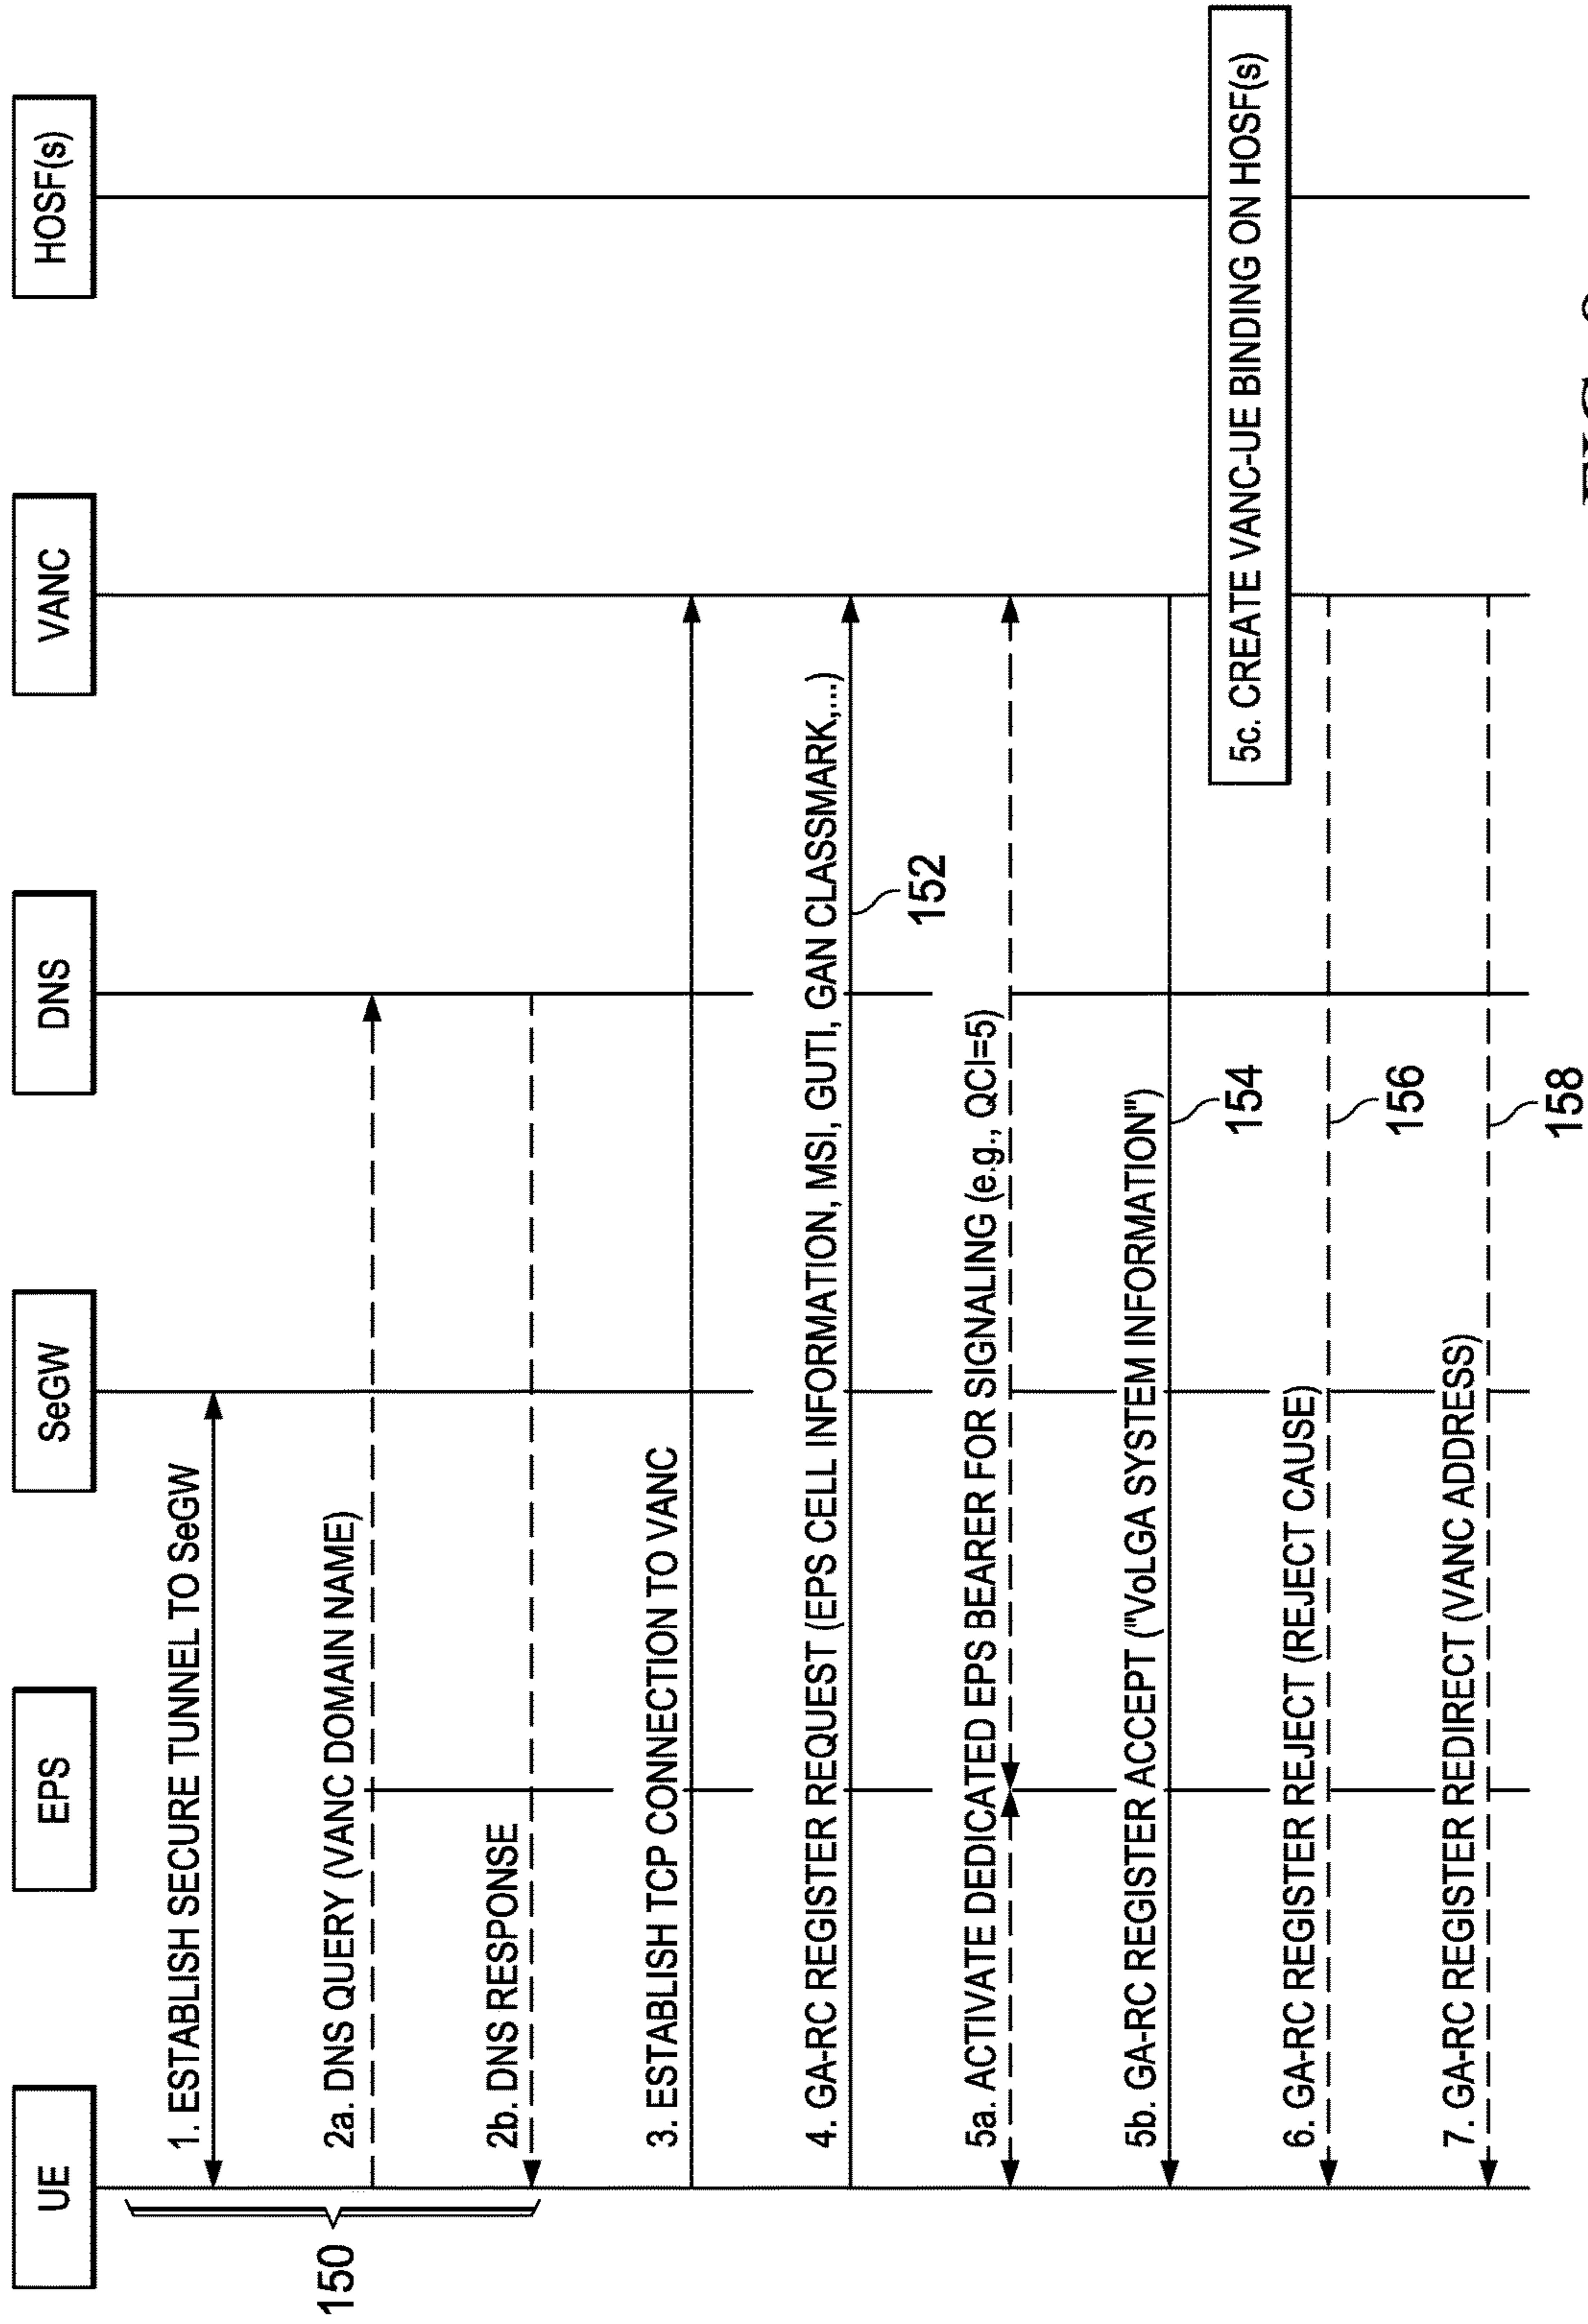 UE
EPS
SeGW
DNS
VANC
HOSF(s)
150
1. ESTABLISH SECURE TUNNEL TO SeGW
2a. DNS QUERY (VANC DOMAIN NAME)
2b. DNS RESPONSE
3. ESTABLISH TCP CONNECTION TO VANC
4. GA-RC REGISTER REQUEST (EPS CELL INFORMATION, MSI, GUTI, GAN CLASSMARK,...)
152
5a. ACTIVATE DEDICATED EPS BEARER FOR SIGNALING (e.g., QCI=5)
5b. GA-RC REGISTER ACCEPT ("VoLGA SYSTEM INFORMATION")
154
5c. CREATE VANC-UE BINDING ON HOSF(s)
6. GA-RC REGISTER REJECT (REJECT CAUSE)
156
7. GA-RC REGISTER REDIRECT (VANC ADDRESS)
158